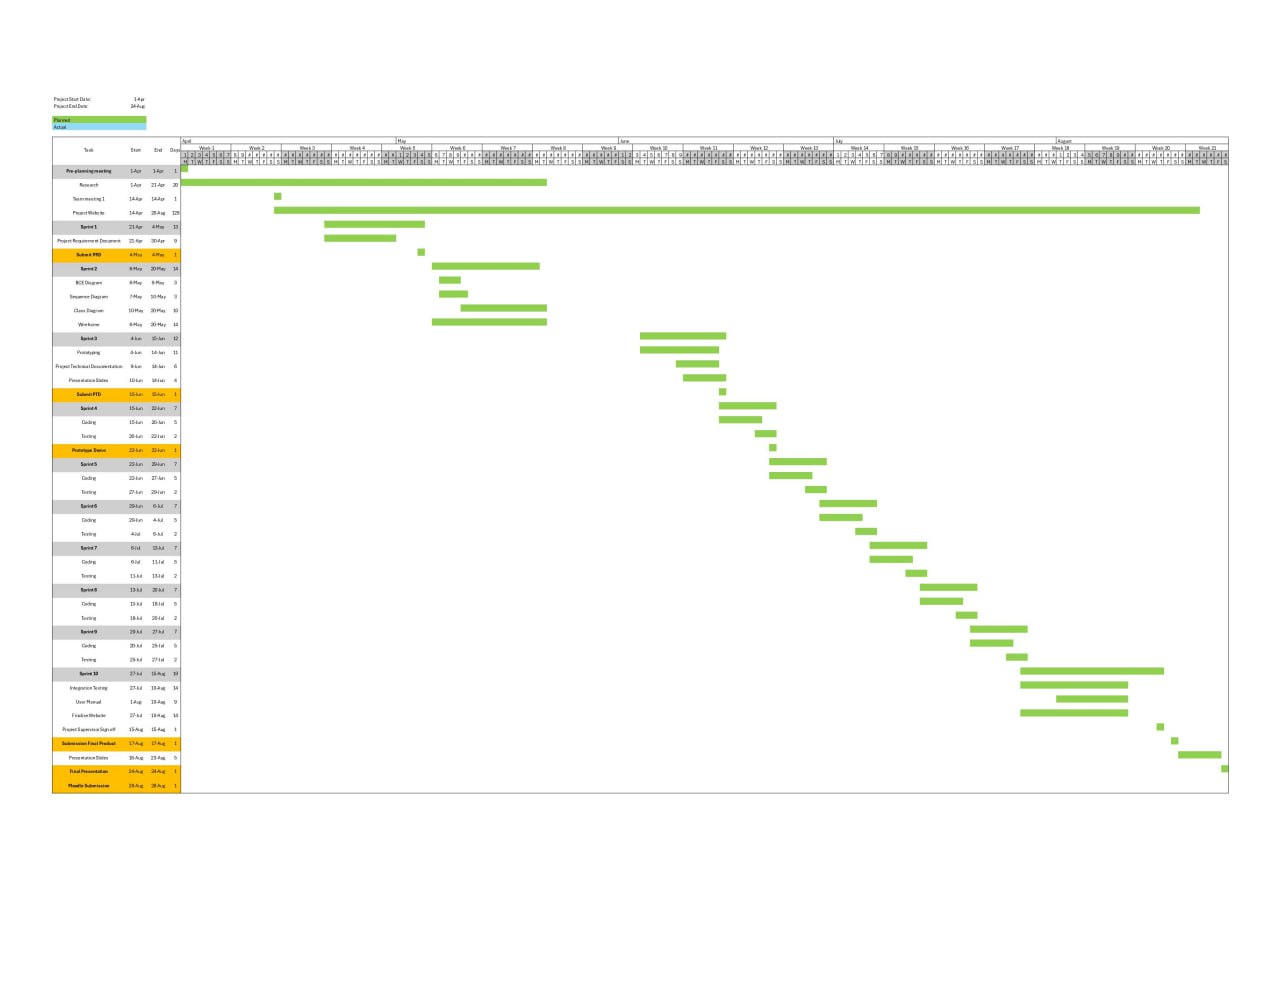 Project Start Date: 1-Apr
Project End Date: 24-Aug
Planned
Actual
April May June July August
Task Start End Days Week 1 Week 2 Week 3 Week 4 Week 5 Week 6 Week 7 Week 8 Week 9 Week 10 Week 11 Week 12 Week 13 Week 14 Week 15 Week 16 Week 17 Week 18 Week 19 Week 20 Week 21
Pre-planning meeting 1-Apr 1-Apr 1
Research 1-Apr 21-Apr 20
Team meeting 1 14-Apr 14-Apr 1
Project Website 14-Apr
Sprint 1 21-Apr 4-May 13
Project Requirement Document 21-Apr 30-Apr 9
Submit PRD 4-May 4-May 1
Sprint 2 6-May 20-May 14
BCE Diagram 6-May 9-May 3
Sequence Diagram 7-May 10-May 3
Class Diagram 10-May 20-May 10
Wireframe 6-May 20-May 14
Sprint 3 4-Jun 15-Jun 12
Prototyping 4-Jun 14-Jun 11
Project Technical Documentation 9-Jun 14-Jun 6
Presentation Slides 10-Jun 14-Jun 4
Submit PTD 15-Jun 15-Jun 1
Sprint 4 15-Jun 22-Jun 7
Coding 15-Jun 20-Jun 5
Testing 20-Jun 22-Jun 2
Prototype Demo 22-Jun 22-Jun 1
Sprint 5 22-Jun 29-Jun 7
Coding 22-Jun 27-Jun 5
Testing 27-Jun 29-Jun 2
Sprint 6 29-Jun 6-Jul 7
Coding 29-Jun 4-Jul 5
Testing 4-Jul 6-Jul 2
Sprint 7 6-Jul 13-Jul 7
Coding 6-Jul 11-Jul 5
Testing 11-Jul 13-Jul 2
Sprint 8 13-Jul 20-Jul 7
Coding 13-Jul 18-Jul 5
Testing 18-Jul 20-Jul 2
Sprint 9 20-Jul 27-Jul 7
Coding 20-Jul 25-Jul 5
Testing 25-Jul 27-Jul 2
Sprint 10 27-Jul 15-Aug 19
Integration Testing 27-Jul 10-Aug 14
User Manual 1-Aug 10-Aug 9
Finalise Website 27-Jul 10-Aug 14
Project Supervisor Sign off 15-Aug 15-Aug 1
Submission Final Product 17-Aug 17-Aug 1
Presentation Slides 18-Aug 23-Aug 5
Final Presentation 24-Aug 24-Aug 1
Moodle Submission 28-Aug 28-Aug 1